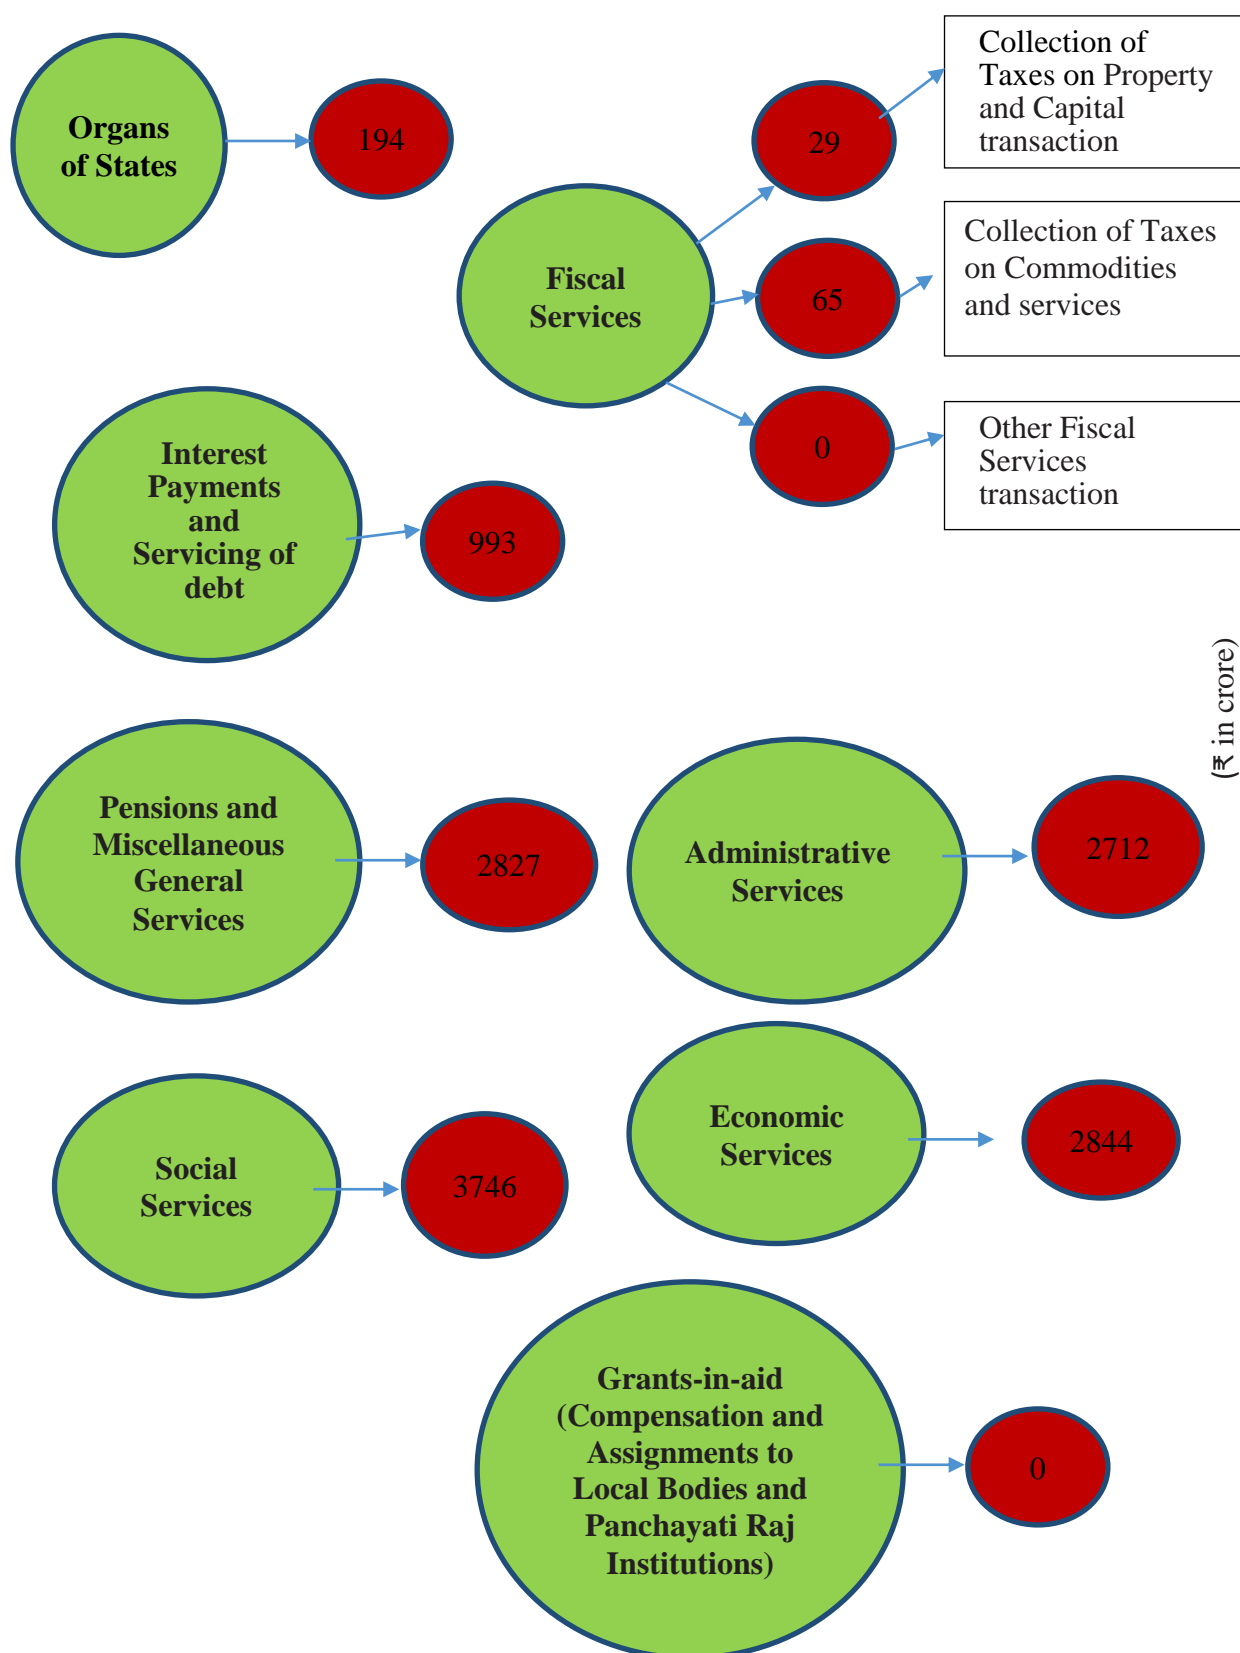 Organs
of States
194
Fiscal
Services
29
Collection of
Taxes on Property
and Capital
transaction
65
Collection of Taxes
on Commodities
and services
0
Other Fiscal
Services
transaction
Interest
Payments
and
Servicing of
debt
993
(₹ in crore)
Pensions and
Miscellaneous
General
Services
2827
Administrative
Services
2712
Social
Services
3746
Economic
Services
2844
Grants-in-aid
(Compensation and
Assignments to
Local Bodies and
Panchayati Raj
Institutions)
0